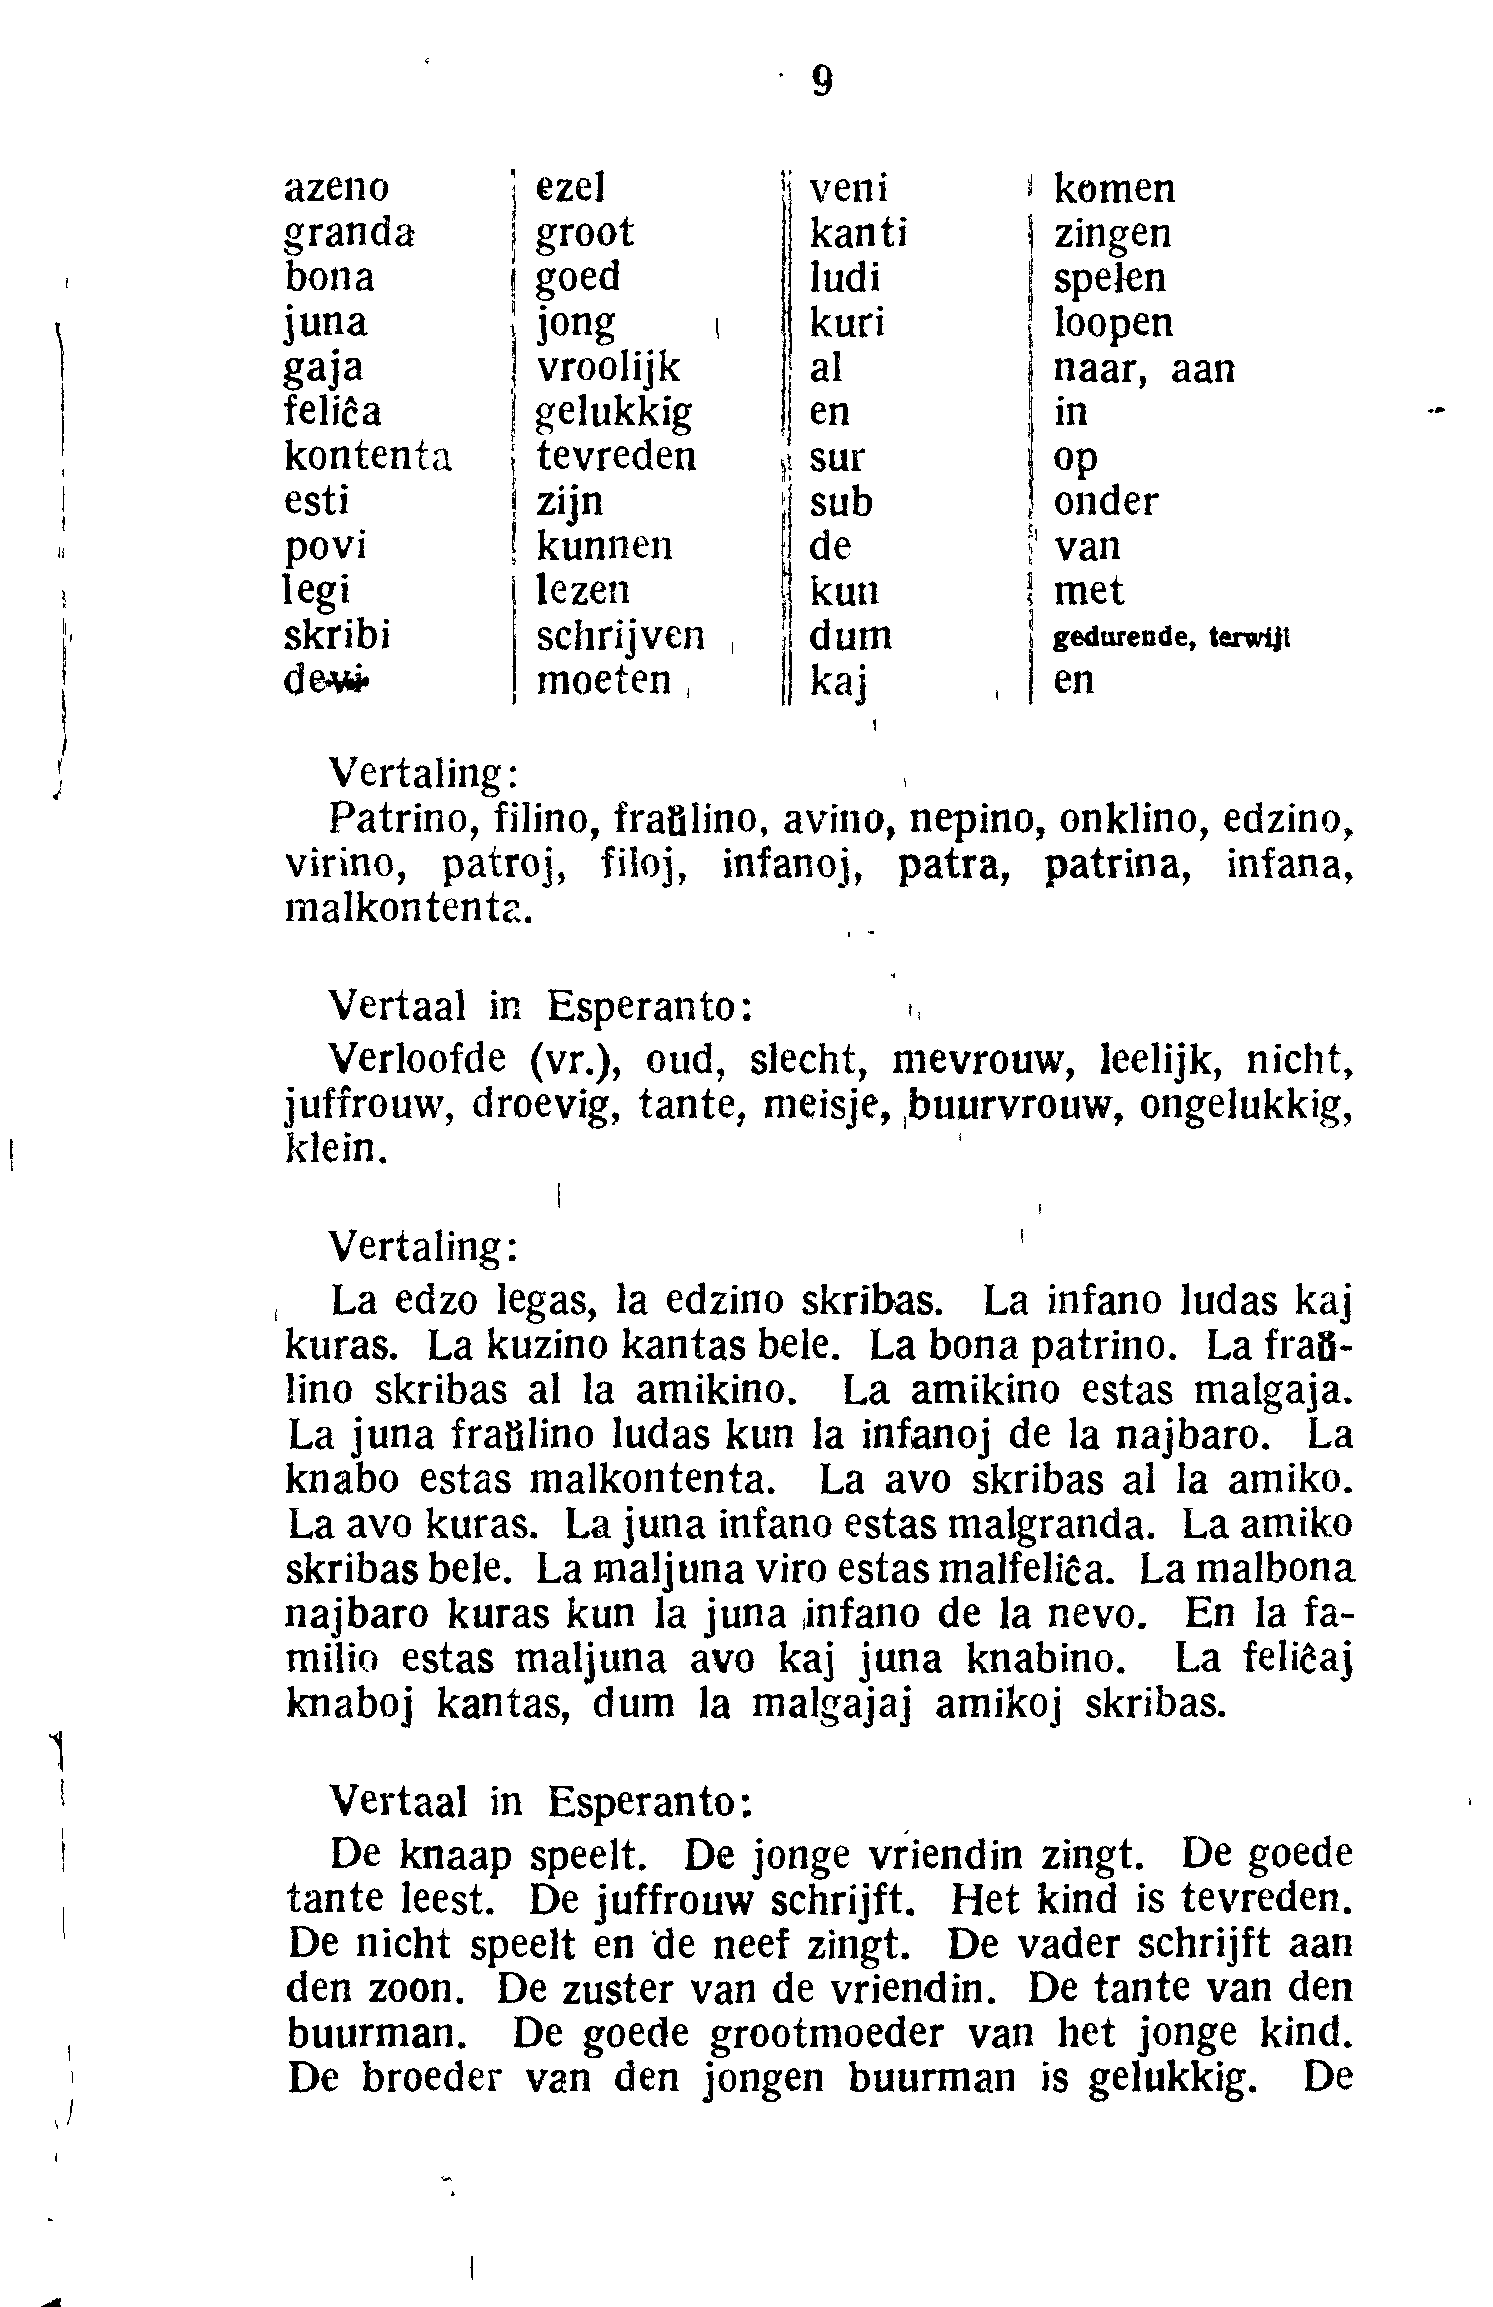 9
azeno | ezel || veni | komen
granda | groot || kanti | zingen
bona | goed || ludi | spelen
juna | jong || kuri | loopen
gaja | vroolijk || al | naar, aan
feliĉa | gelukkig || en | in
kontenta | tevreden || sur | op
esti | zijn || sub | onder
povi | kunnen || de | van
legi | lezen || kun | met
skribi | schrijven || dum | gedurende, terwijl
devi | moeten || kaj | en
Vertaling:
Patrino, filino, fraŭlino, avino, nepino, onklino, edzino,
virino, patroj, filoj, infanoj, patra, patrina, infana,
malkontenta.
Vertaal in Esperanto:
Verloofde (vr.), oud, slecht, mevrouw, leelijk, nicht,
juffrouw, droevig, tante, meisje, buurvrouw, ongelukkig,
klein.
Vertaling:
La edzo legas, la edzino skribas. La infano ludas kaj
kuras. La kuzino kantas bele. La bona patrino. La fraŭ-
lino skribas al la amikino. La amikino estas malgaja.
La juna fraŭlino ludas kun la infanoj de la najbaro. La
knabo estas malkontenta. La avo skribas al la amiko.
La avo kuras. La juna infano estas malgranda. La amiko
skribas bele. La maljuna viro estas malfeliĉa. La malbona
najbaro kuras kun la juna infano de la nevo. En la fa-
milio estas maljuna avo kaj juna knabino. La feliĉaj
knaboj kantas, dum la malgajaj amikoj skribas.
Vertaal in Esperanto:
De knaap speelt. De jonge vriendin zingt. De goede
tante leest. De juffrouw schrijft. Het kind is tevreden.
De nicht speelt en de neef zingt. De vader schrijft aan
den zoon. De zuster van de vriendin. De tante van den
buurman. De goede grootmoeder van het jonge kind.
De broeder van den jongen buurman is gelukkig. De